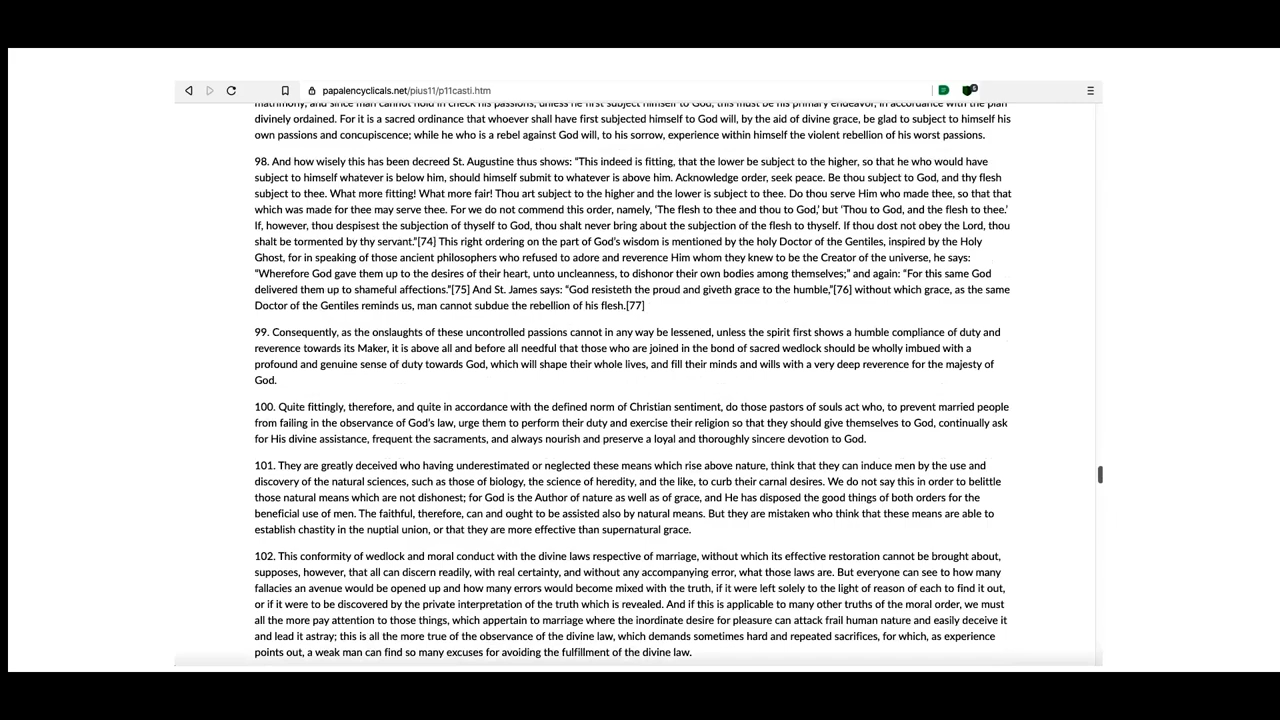 papalencyclicals.net/pius11/p11casti.htm
matrimony, and since man cannot hold in check his passions, unless he first subject himself to God, this must be his primary endeavor, in accordance with the plan
divinely ordained. For it is a sacred ordinance that whoever shall have first subjected himself to God will, by the aid of divine grace, be glad to subject to himself his
own passions and concupiscence; while he who is a rebel against God will, to his sorrow, experience within himself the violent rebellion of his worst passions.
98. And how wisely this has been decreed St. Augustine thus shows: “This indeed is fitting, that the lower be subject to the higher, so that he who would have
subject to himself whatever is below him, should himself submit to whatever is above him. Acknowledge order, seek peace. Be thou subject to God, and thy flesh
subject to thee. What more fitting! What more fair! Thou art subject to the higher and the lower is subject to thee. Do thou serve Him who made thee, so that that
which was made for thee may serve thee. For we do not commend this order, namely, ‘The flesh to thee and thou to God,’ but ‘Thou to God, and the flesh to thee.’
If, however, thou despisest the subjection of thyself to God, thou shalt never bring about the subjection of the flesh to thyself. If thou dost not obey the Lord, thou
shalt be tormented by thy servant.”[74] This right ordering on the part of God’s wisdom is mentioned by the holy Doctor of the Gentiles, inspired by the Holy
Ghost, for in speaking of those ancient philosophers who refused to adore and reverence Him whom they knew to be the Creator of the universe, he says:
“Wherefore God gave them up to the desires of their heart, unto uncleanness, to dishonor their own bodies among themselves;” and again: “For this same God
delivered them up to shameful affections.”[75] And St. James says: “God resisteth the proud and giveth grace to the humble,”[76] without which grace, as the same
Doctor of the Gentiles reminds us, man cannot subdue the rebellion of his flesh.[77]
99. Consequently, as the onslaughts of these uncontrolled passions cannot in any way be lessened, unless the spirit first shows a humble compliance of duty and
reverence towards its Maker, it is above all and before all needful that those who are joined in the bond of sacred wedlock should be wholly imbued with a
profound and genuine sense of duty towards God, which will shape their whole lives, and fill their minds and wills with a very deep reverence for the majesty of
God.
100. Quite fittingly, therefore, and quite in accordance with the defined norm of Christian sentiment, do those pastors of souls act who, to prevent married people
from failing in the observance of God’s law, urge them to perform their duty and exercise their religion so that they should give themselves to God, continually ask
for His divine assistance, frequent the sacraments, and always nourish and preserve a loyal and thoroughly sincere devotion to God.
101. They are greatly deceived who having underestimated or neglected these means which rise above nature, think that they can induce men by the use and
discovery of the natural sciences, such as those of biology, the science of heredity, and the like, to curb their carnal desires. We do not say this in order to belittle
those natural means which are not dishonest; for God is the Author of nature as well as of grace, and He has disposed the good things of both orders for the
beneficial use of men. The faithful, therefore, can and ought to be assisted also by natural means. But they are mistaken who think that these means are able to
establish chastity in the nuptial union, or that they are more effective than supernatural grace.
102. This conformity of wedlock and moral conduct with the divine laws respective of marriage, without which its effective restoration cannot be brought about,
supposes, however, that all can discern readily, with real certainty, and without any accompanying error, what those laws are. But everyone can see to how many
fallacies an avenue would be opened up and how many errors would become mixed with the truth, if it were left solely to the light of reason of each to find it out,
or if it were to be discovered by the private interpretation of the truth which is revealed. And if this is applicable to many other truths of the moral order, we must
all the more pay attention to those things, which appertain to marriage where the inordinate desire for pleasure can attack frail human nature and easily deceive it
and lead it astray; this is all the more true of the observance of the divine law, which demands sometimes hard and repeated sacrifices, for which, as experience
points out, a weak man can find so many excuses for avoiding the fulfillment of the divine law.